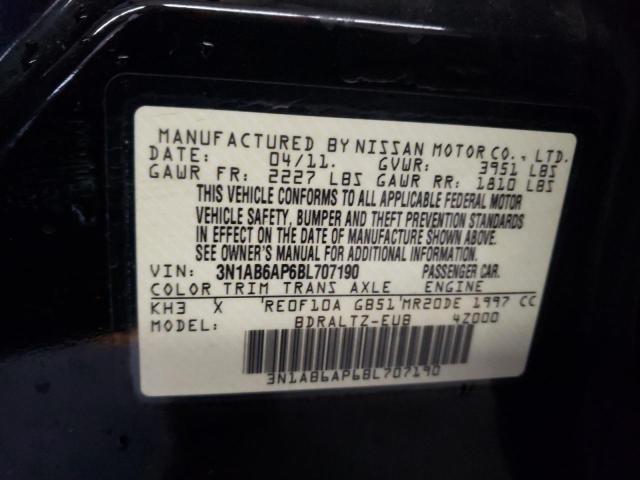 MANUFACTURED BY NISSAN MOTOR CO., LTD.
DATE: 04/11. GVWR: 3951 LBS
GAWR FR: 2227 LBS GAWR RR: 1810 LBS
THIS VEHICLE CONFORMS TO ALL APPLICABLE FEDERAL MOTOR
VEHICLE SAFETY, BUMPER AND THEFT PREVENTION STANDARDS
IN EFFECT ON THE DATE OF MANUFACTURE SHOWN ABOVE.
SEE OWNER'S MANUAL FOR ADDITIONAL INFORMATION.
VIN: 3N1AB6AP6BL707190 PASSENGER CAR.
COLOR TRIM TRANS AXLE ENGINE
KH3 X 'RE0F10A GB51'MR20DE 1997 CC
MODEL: BDRALTZ-EUB 4Z000
3N1AB6AP6BL707190